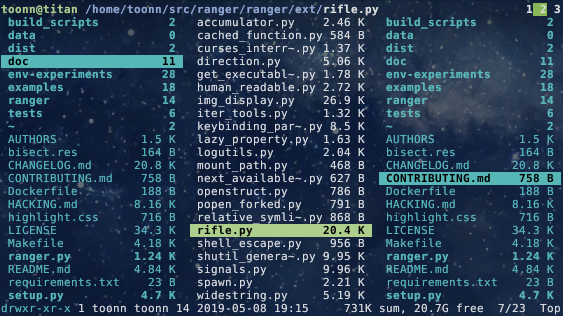 toonn@titan /home/toonn/src/ranger/ranger/ext/rifle.py 1 2 3
build_scripts 2 accumulator.py 2.46 K build_scripts 2
data 0 cached_function.py 584 B data 0
dist 2 curses_interr~.py 1.37 K dist 2
doc 11 direction.py 5.06 K doc 11
env-experiments 28 get_executabl~.py 1.78 K env-experiments 28
examples 18 human_readable.py 2.72 K examples 18
ranger 14 img_display.py 26.9 K ranger 14
tests 6 iter_tools.py 1.32 K tests 6
~ 2 keybinding_par~.py 8.5 K ~ 2
AUTHORS 1.5 K lazy_property.py 1.63 K AUTHORS 1.5 K
bisect.res 164 B logutils.py 2.04 K bisect.res 164 B
CHANGELOG.md 20.8 K mount_path.py 468 B CHANGELOG.md 20.8 K
CONTRIBUTING.md 758 B next_available~.py 627 B CONTRIBUTING.md 758 B
Dockerfile 188 B openstruct.py 786 B Dockerfile 188 B
HACKING.md 8.16 K popen_forked.py 791 B HACKING.md 8.16 K
highlight.css 716 B relative_symli~.py 868 B highlight.css 716 B
LICENSE 34.3 K rifle.py 20.4 K LICENSE 34.3 K
Makefile 4.18 K shell_escape.py 956 B Makefile 4.18 K
ranger.py 1.24 K shutil_genera~.py 9.95 K ranger.py 1.24 K
README.md 4.84 K signals.py 9.96 K README.md 4.84 K
requirements.txt 23 B spawn.py 2.21 K requirements.txt 23 B
setup.py 4.7 K widestring.py 5.19 K setup.py 4.7 K
drwxr-xr-x 1 toonn toonn 14 2019-05-08 19:15 731K sum, 20.7G free 7/23 Top